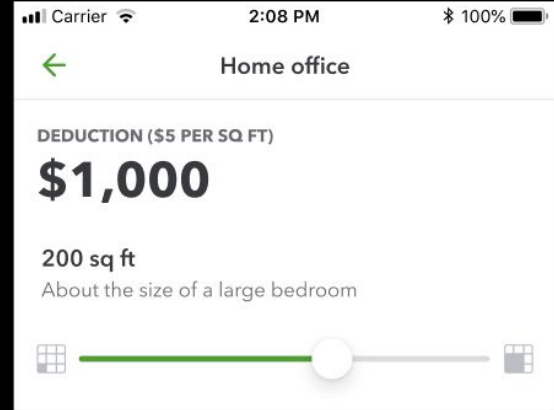 Carrier 2:08 PM 100%
Home office
DEDUCTION ($5 PER SQ FT)
$1,000
200 sq ft
About the size of a large bedroom